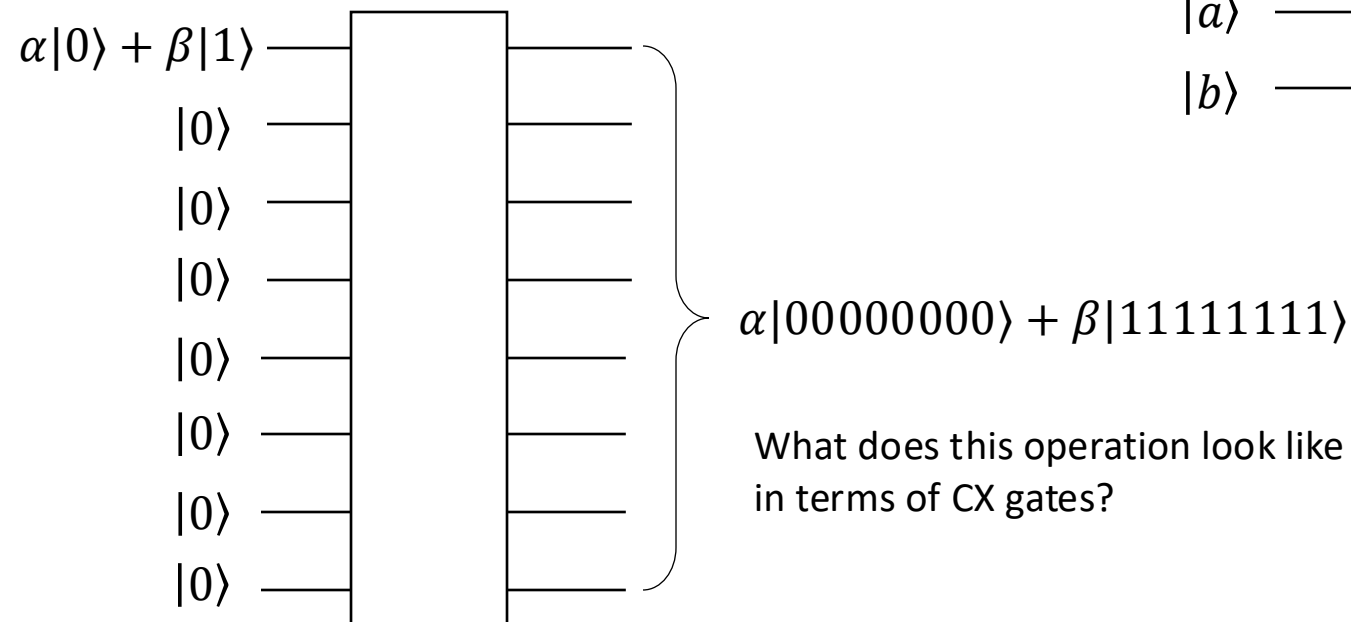 |a⟩
α|0⟩ + β|1⟩
|b⟩
|0⟩
|0⟩
|0⟩
|0⟩
|0⟩
|0⟩
|0⟩
α|00000000⟩ + β|11111111⟩
What does this operation look like
in terms of CX gates?